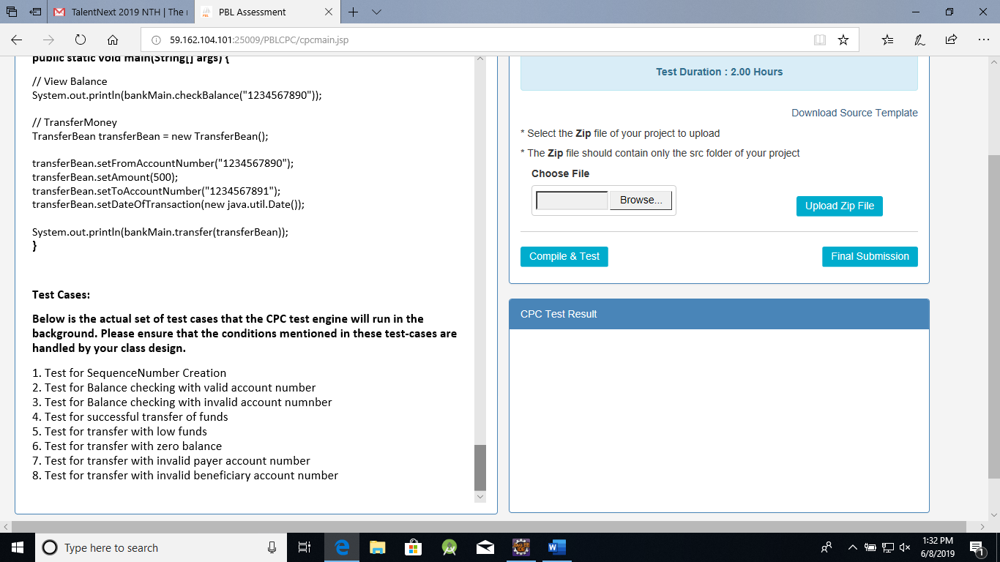 TalentNext 2019 NTH | The
PBL Assessment
59.162.104.101:25009/PBLCPC/cpcmain.jsp
public static void main(String[] args) {
// View Balance
System.out.println(bankMain.checkBalance("1234567890"));
// TransferMoney
TransferBean transferBean = new TransferBean();
transferBean.setFromAccountNumber("1234567890");
transferBean.setAmount(500);
transferBean.setToAccountNumber("1234567891");
transferBean.setDateOfTransaction(new java.util.Date());
System.out.println(bankMain.transfer(transferBean));
}
Test Cases:
Below is the actual set of test cases that the CPC test engine will run in the
background. Please ensure that the conditions mentioned in these test-cases are
handled by your class design.
1. Test for SequenceNumber Creation
2. Test for Balance checking with valid account number
3. Test for Balance checking with invalid account numnber
4. Test for successful transfer of funds
5. Test for transfer with low funds
6. Test for transfer with zero balance
7. Test for transfer with invalid payer account number
8. Test for transfer with invalid beneficiary account number
Test Duration : 2.00 Hours
Download Source Template
* Select the Zip file of your project to upload
* The Zip file should contain only the src folder of your project
Choose File
Browse...
Upload Zip File
Compile & Test
Final Submission
CPC Test Result
Type here to search
1:32 PM
6/8/2019
1